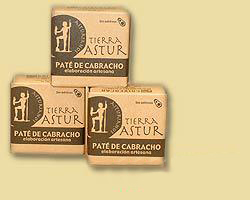 TIERRA
ASTUR
PATÉ DE CABRACHO
elaboración artesana
TIERRA
ASTUR
PATÉ DE CABRACHO
elaboración artesana
TIERRA
ASTUR
PATÉ DE CABRACHO
elaboración artesana